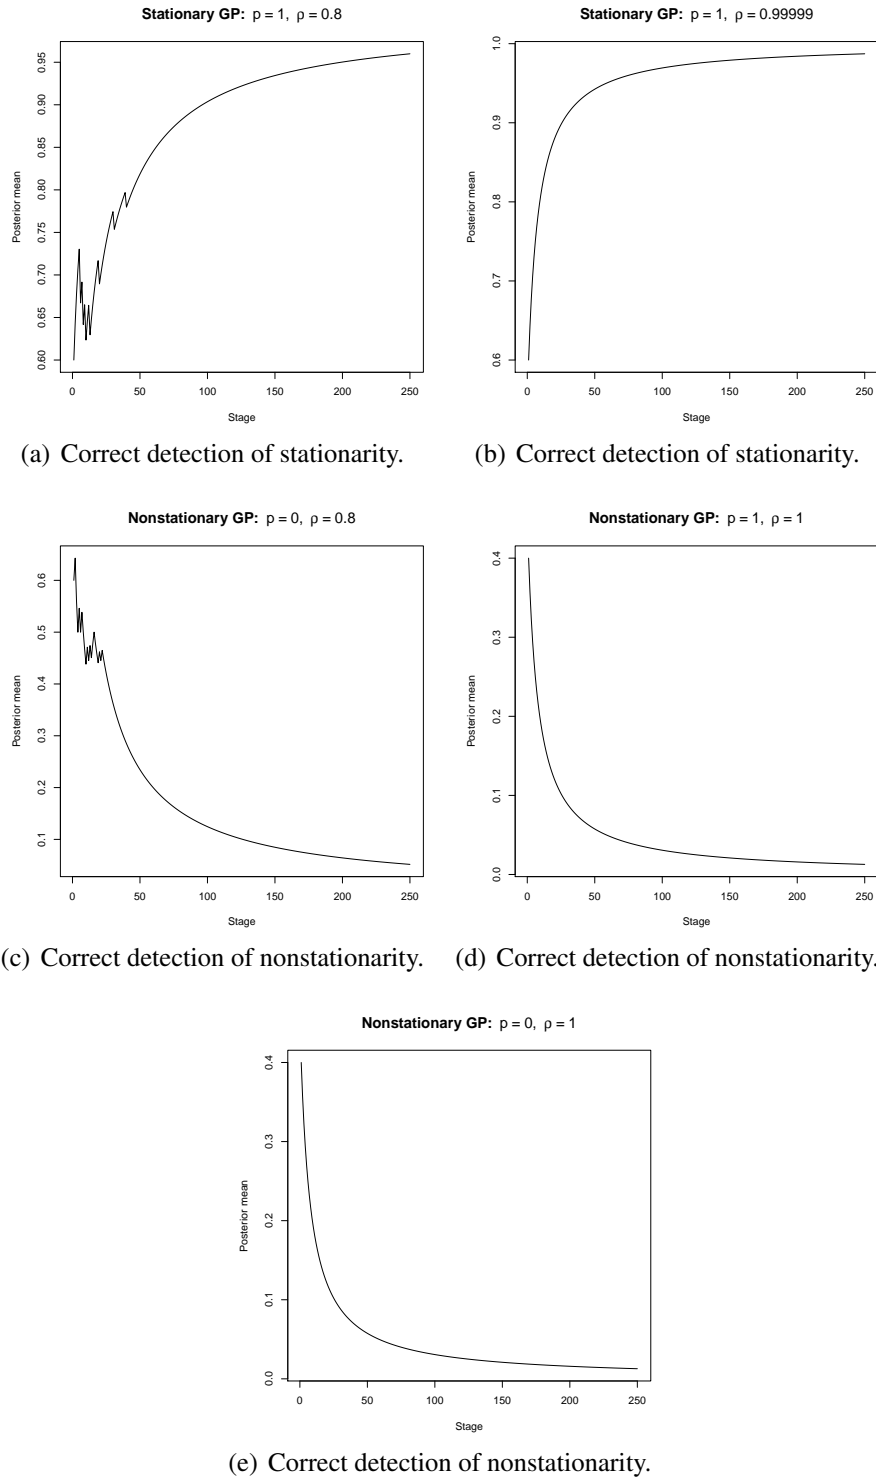 Stationary GP: p = 1, ρ = 0.8
Posterior mean
0.60 0.65 0.70 0.75 0.80 0.85 0.90 0.95
0 50 100 150 200 250
Stage
(a) Correct detection of stationarity.
Stationary GP: p = 1, ρ = 0.99999
Posterior mean
0.6 0.7 0.8 0.9 1.0
0 50 100 150 200 250
Stage
(b) Correct detection of stationarity.
Nonstationary GP: p = 0, ρ = 0.8
Posterior mean
0.1 0.2 0.3 0.4 0.5 0.6
0 50 100 150 200 250
Stage
(c) Correct detection of nonstationarity.
Nonstationary GP: p = 1, ρ = 1
Posterior mean
0.0 0.1 0.2 0.3 0.4
0 50 100 150 200 250
Stage
(d) Correct detection of nonstationarity.
Nonstationary GP: p = 0, ρ = 1
Posterior mean
0.0 0.1 0.2 0.3 0.4
0 50 100 150 200 250
Stage
(e) Correct detection of nonstationarity.